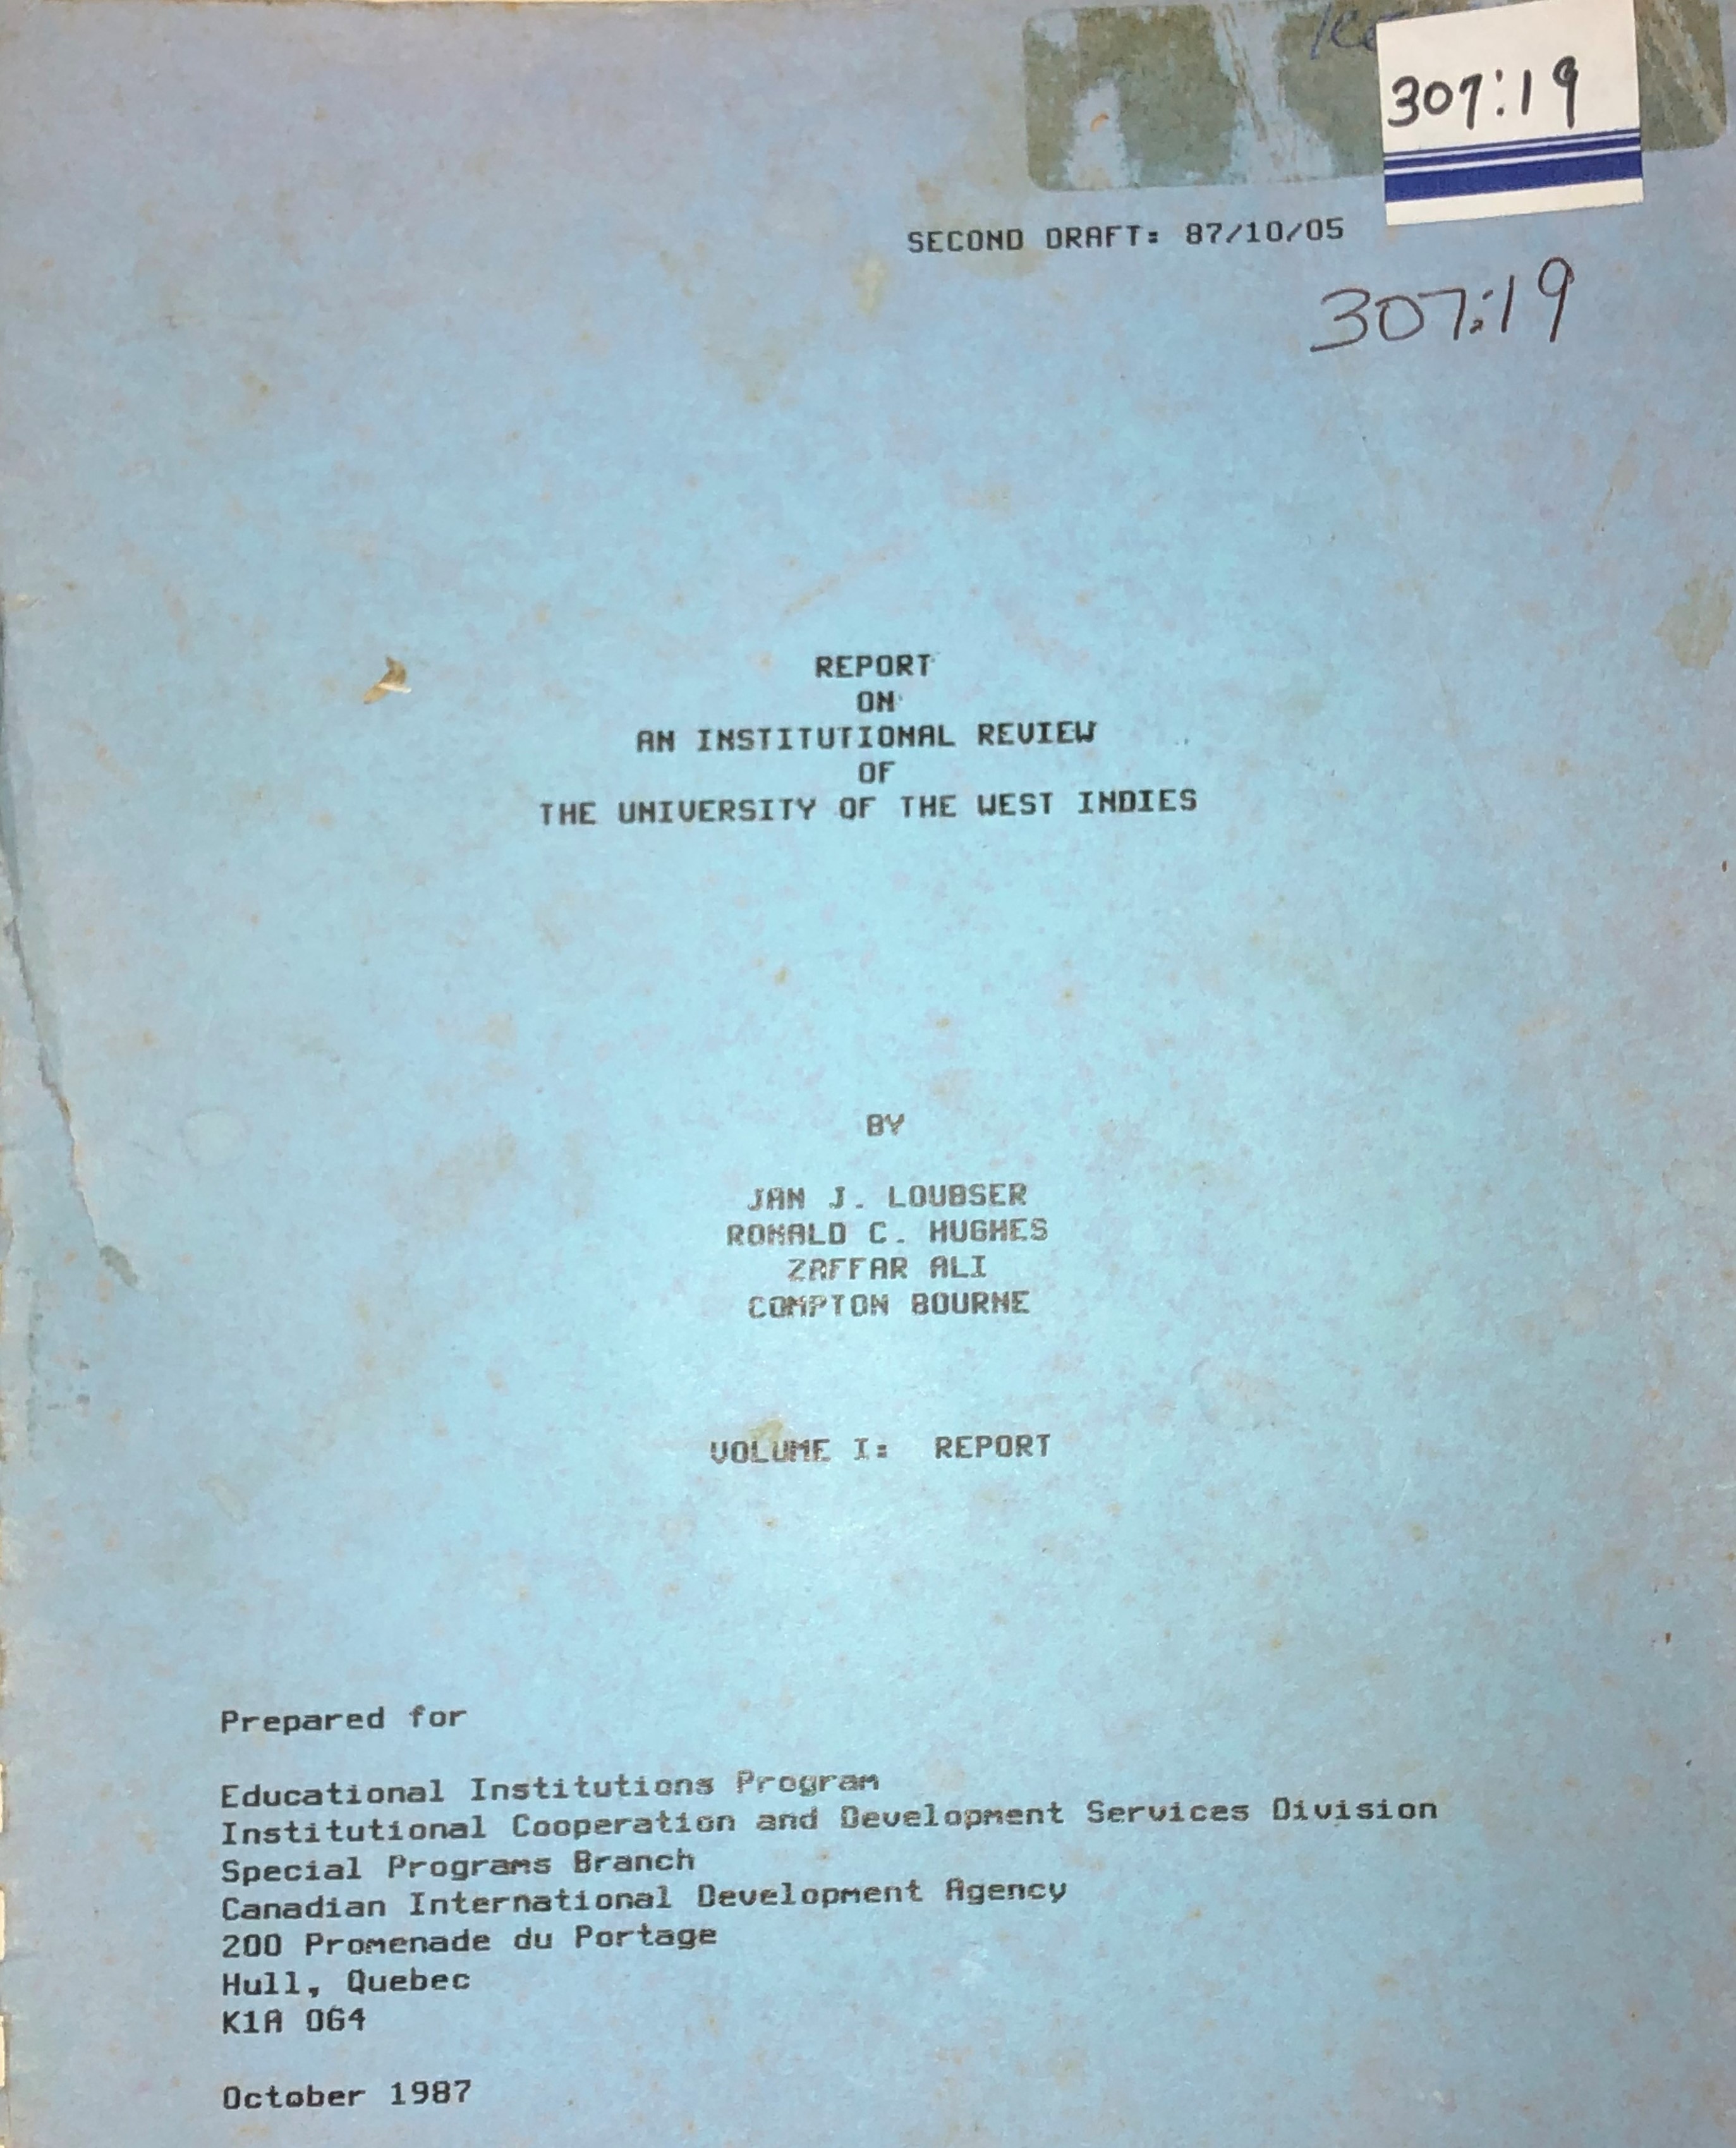 307:19
SECOND DRAFT: 87/10/05
307:19
REPORT
ON
AN INSTITUTIONAL REVIEW
OF
THE UNIVERSITY OF THE WEST INDIES
BY
JAN J. LOUBSER
RONALD C. HUGHES
ZAFFAR ALI
COMPTON BOURNE
VOLUME I: REPORT
Prepared for
Educational Institutions Program
Institutional Cooperation and Development Services Division
Special Programs Branch
Canadian International Development Agency
200 Promenade du Portage
Hull, Quebec
K1A 0G4
October 1987